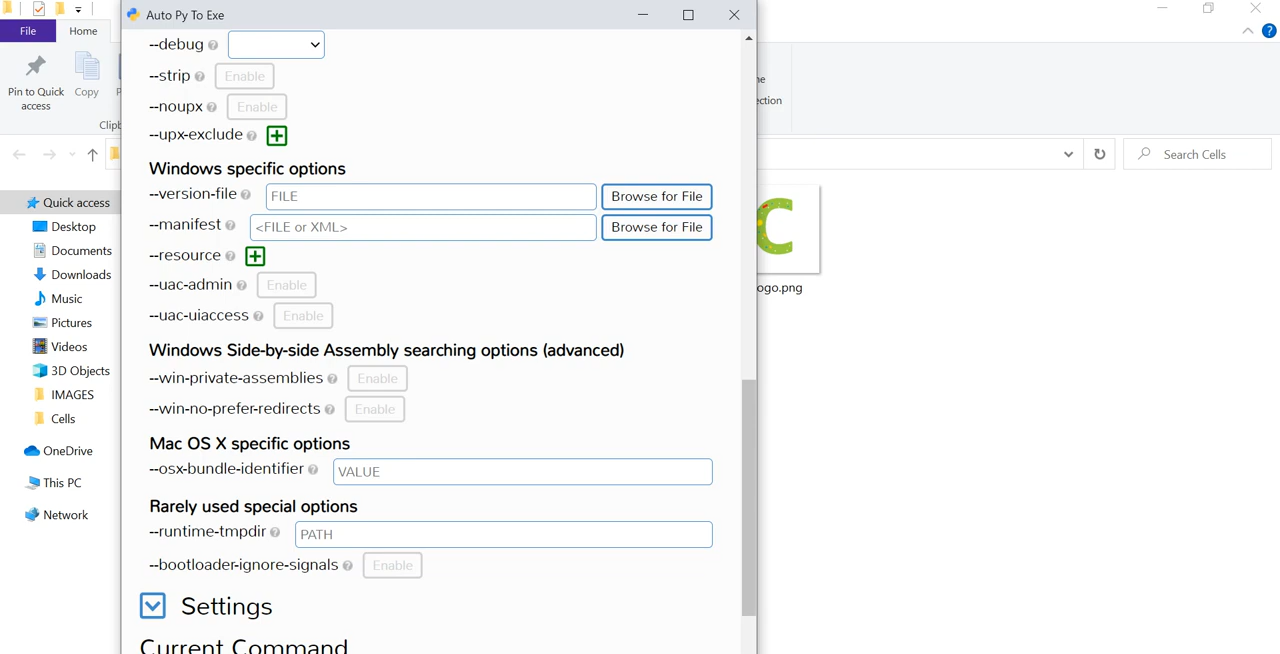 Auto Py To Exe
File
Home
Pin to Quick access
Copy
--debug
--strip Enable
--noupx Enable
--upx-exclude
Windows specific options
--version-file FILE Browse for File
--manifest <FILE or XML> Browse for File
--resource
--uac-admin Enable
--uac-uiaccess Enable
Windows Side-by-side Assembly searching options (advanced)
--win-private-assemblies Enable
--win-no-prefer-redirects Enable
Mac OS X specific options
--osx-bundle-identifier VALUE
Rarely used special options
--runtime-tmpdir PATH
--bootloader-ignore-signals Enable
Settings
Current Command
Quick access
Desktop
Documents
Downloads
Music
Pictures
Videos
3D Objects
IMAGES
Cells
OneDrive
This PC
Network
Search Cells
C
ogo.png